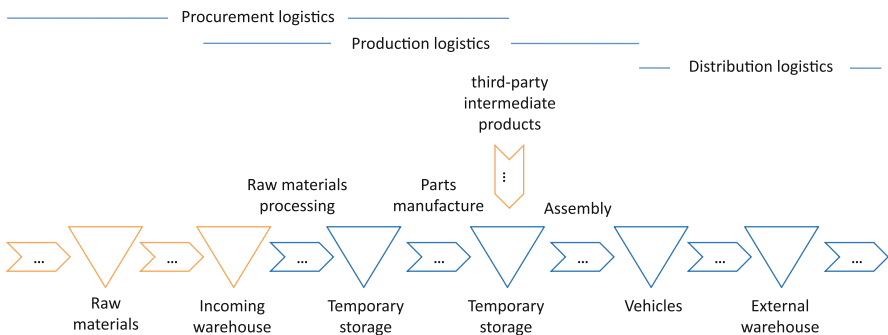 Procurement logistics
Production logistics
Distribution logistics
third-party
intermediate
products
...
Raw materials
processing
Parts
manufacture
Assembly
...
...
...
...
...
...
...
Raw
materials
Incoming
warehouse
Temporary
storage
Temporary
storage
Vehicles
External
warehouse